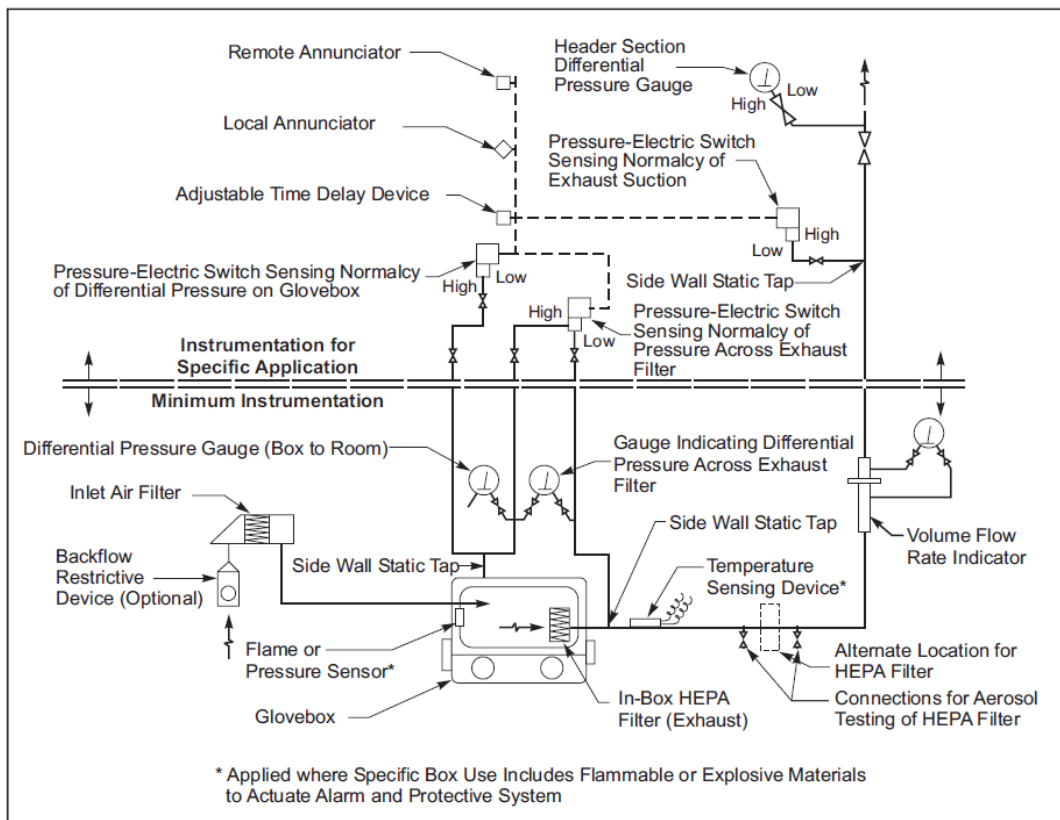 Remote Annunciator
Header Section
Differential
Pressure Gauge
Low
High
Local Annunciator
Pressure-Electric Switch
Sensing Normalcy of
Exhaust Suction
Adjustable Time Delay Device
High
Low
Pressure-Electric Switch Sensing Normalcy
of Differential Pressure on Glovebox
Low
High
Side Wall Static Tap
High
Low
Pressure-Electric Switch
Sensing Normalcy of
Pressure Across Exhaust
Filter
Instrumentation for
Specific Application
Minimum Instrumentation
Differential Pressure Gauge (Box to Room)
Gauge Indicating Differential
Pressure Across Exhaust
Filter
Inlet Air Filter
Side Wall Static Tap
Volume Flow
Rate Indicator
Backflow
Restrictive
Device (Optional)
Side Wall Static Tap
Temperature
Sensing Device*
Flame or
Pressure Sensor*
Alternate Location for
HEPA Filter
Glovebox
In-Box HEPA
Filter (Exhaust)
Connections for Aerosol
Testing of HEPA Filter
* Applied where Specific Box Use Includes Flammable or Explosive Materials
to Actuate Alarm and Protective System